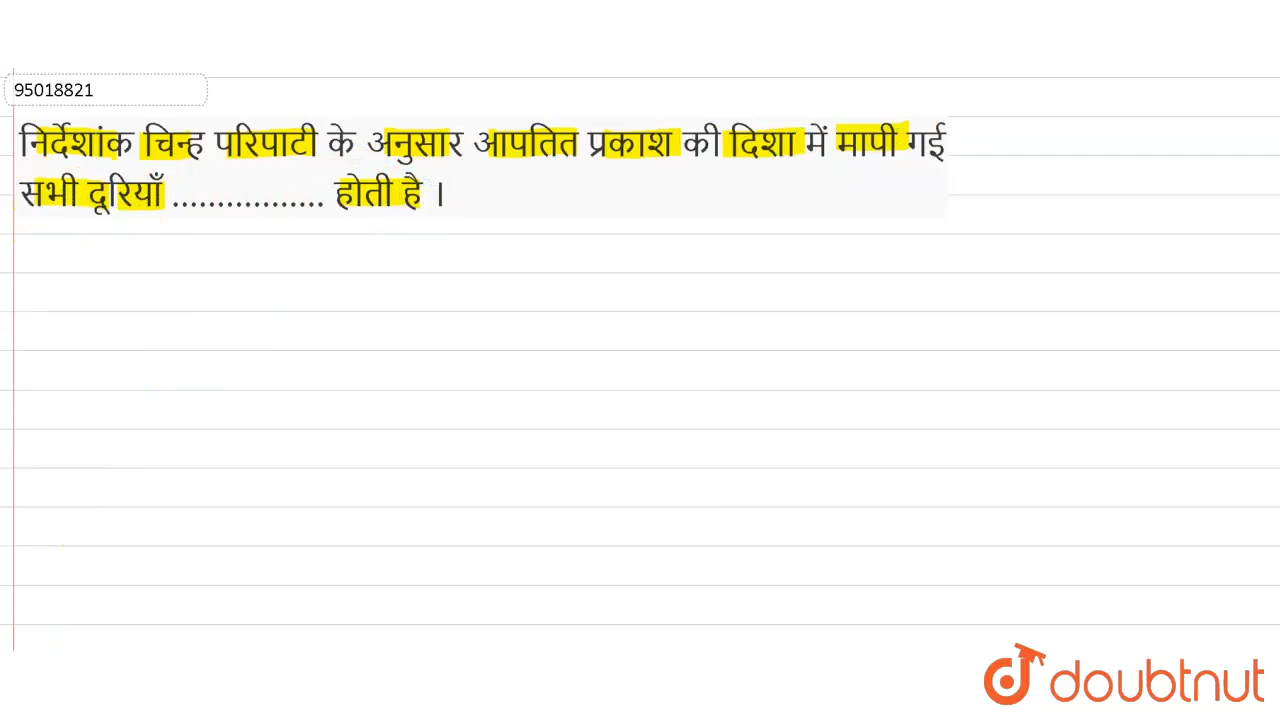 95018821
निर्देशांक चिन्ह परिपाटी के अनुसार आपतित प्रकाश की दिशा में मापी गई
सभी दूरियाँ ................. होती है ।
doubtnut